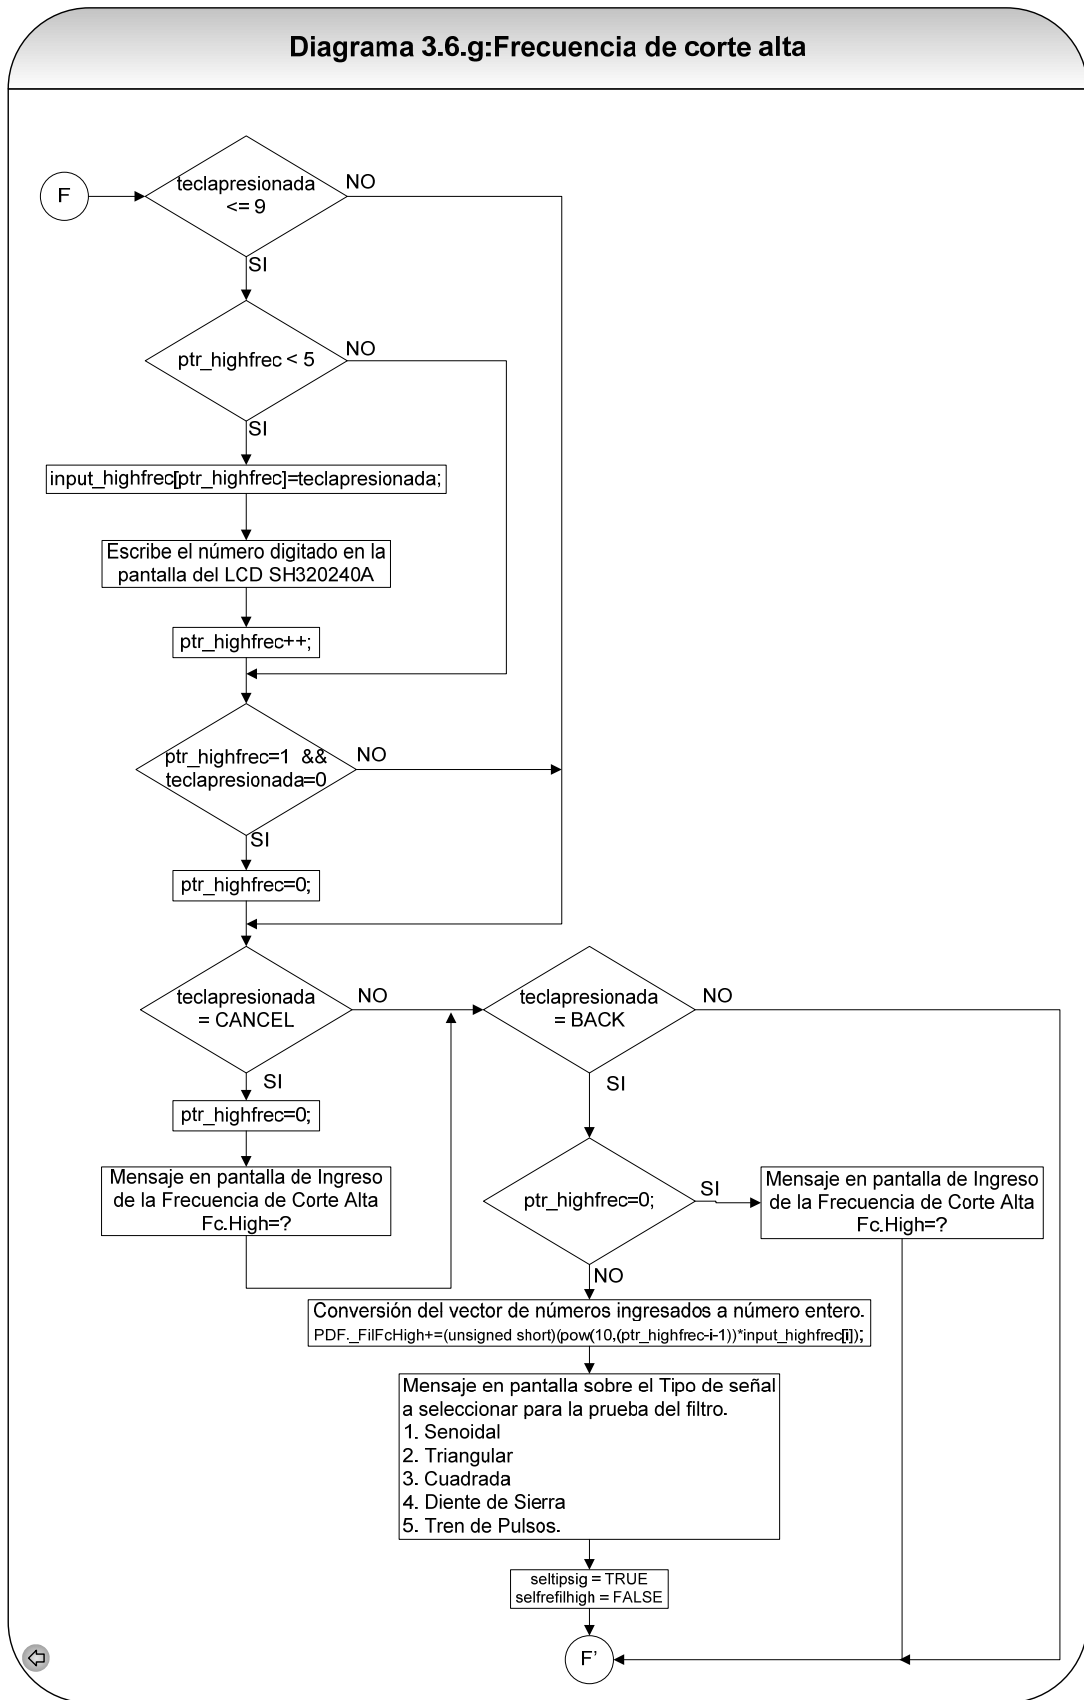 Diagrama 3.6.g:Frecuencia de corte alta
F
teclapresionada
<= 9
NO
SI
ptr_highfrec < 5
NO
SI
input_highfrec[ptr_highfrec]=teclapresionada;
Escribe el número digitado en la
pantalla del LCD SH320240A
ptr_highfrec++;
ptr_highfrec=1 &&
teclapresionada=0
NO
SI
ptr_highfrec=0;
teclapresionada
= CANCEL
NO
SI
teclapresionada
= BACK
NO
SI
ptr_highfrec=0;
Mensaje en pantalla de Ingreso
de la Frecuencia de Corte Alta
Fc.High=?
ptr_highfrec=0;
SI
NO
Mensaje en pantalla de Ingreso
de la Frecuencia de Corte Alta
Fc.High=?
Conversión del vector de números ingresados a número entero.
PDF._FilFcHigh+=(unsigned short)(pow(10,(ptr_highfrec-i-1))*input_highfrec[i]);
Mensaje en pantalla sobre el Tipo de señal
a seleccionar para la prueba del filtro.
1. Senoidal
2. Triangular
3. Cuadrada
4. Diente de Sierra
5. Tren de Pulsos.
seltipsig = TRUE
selfrefilhigh = FALSE
F'